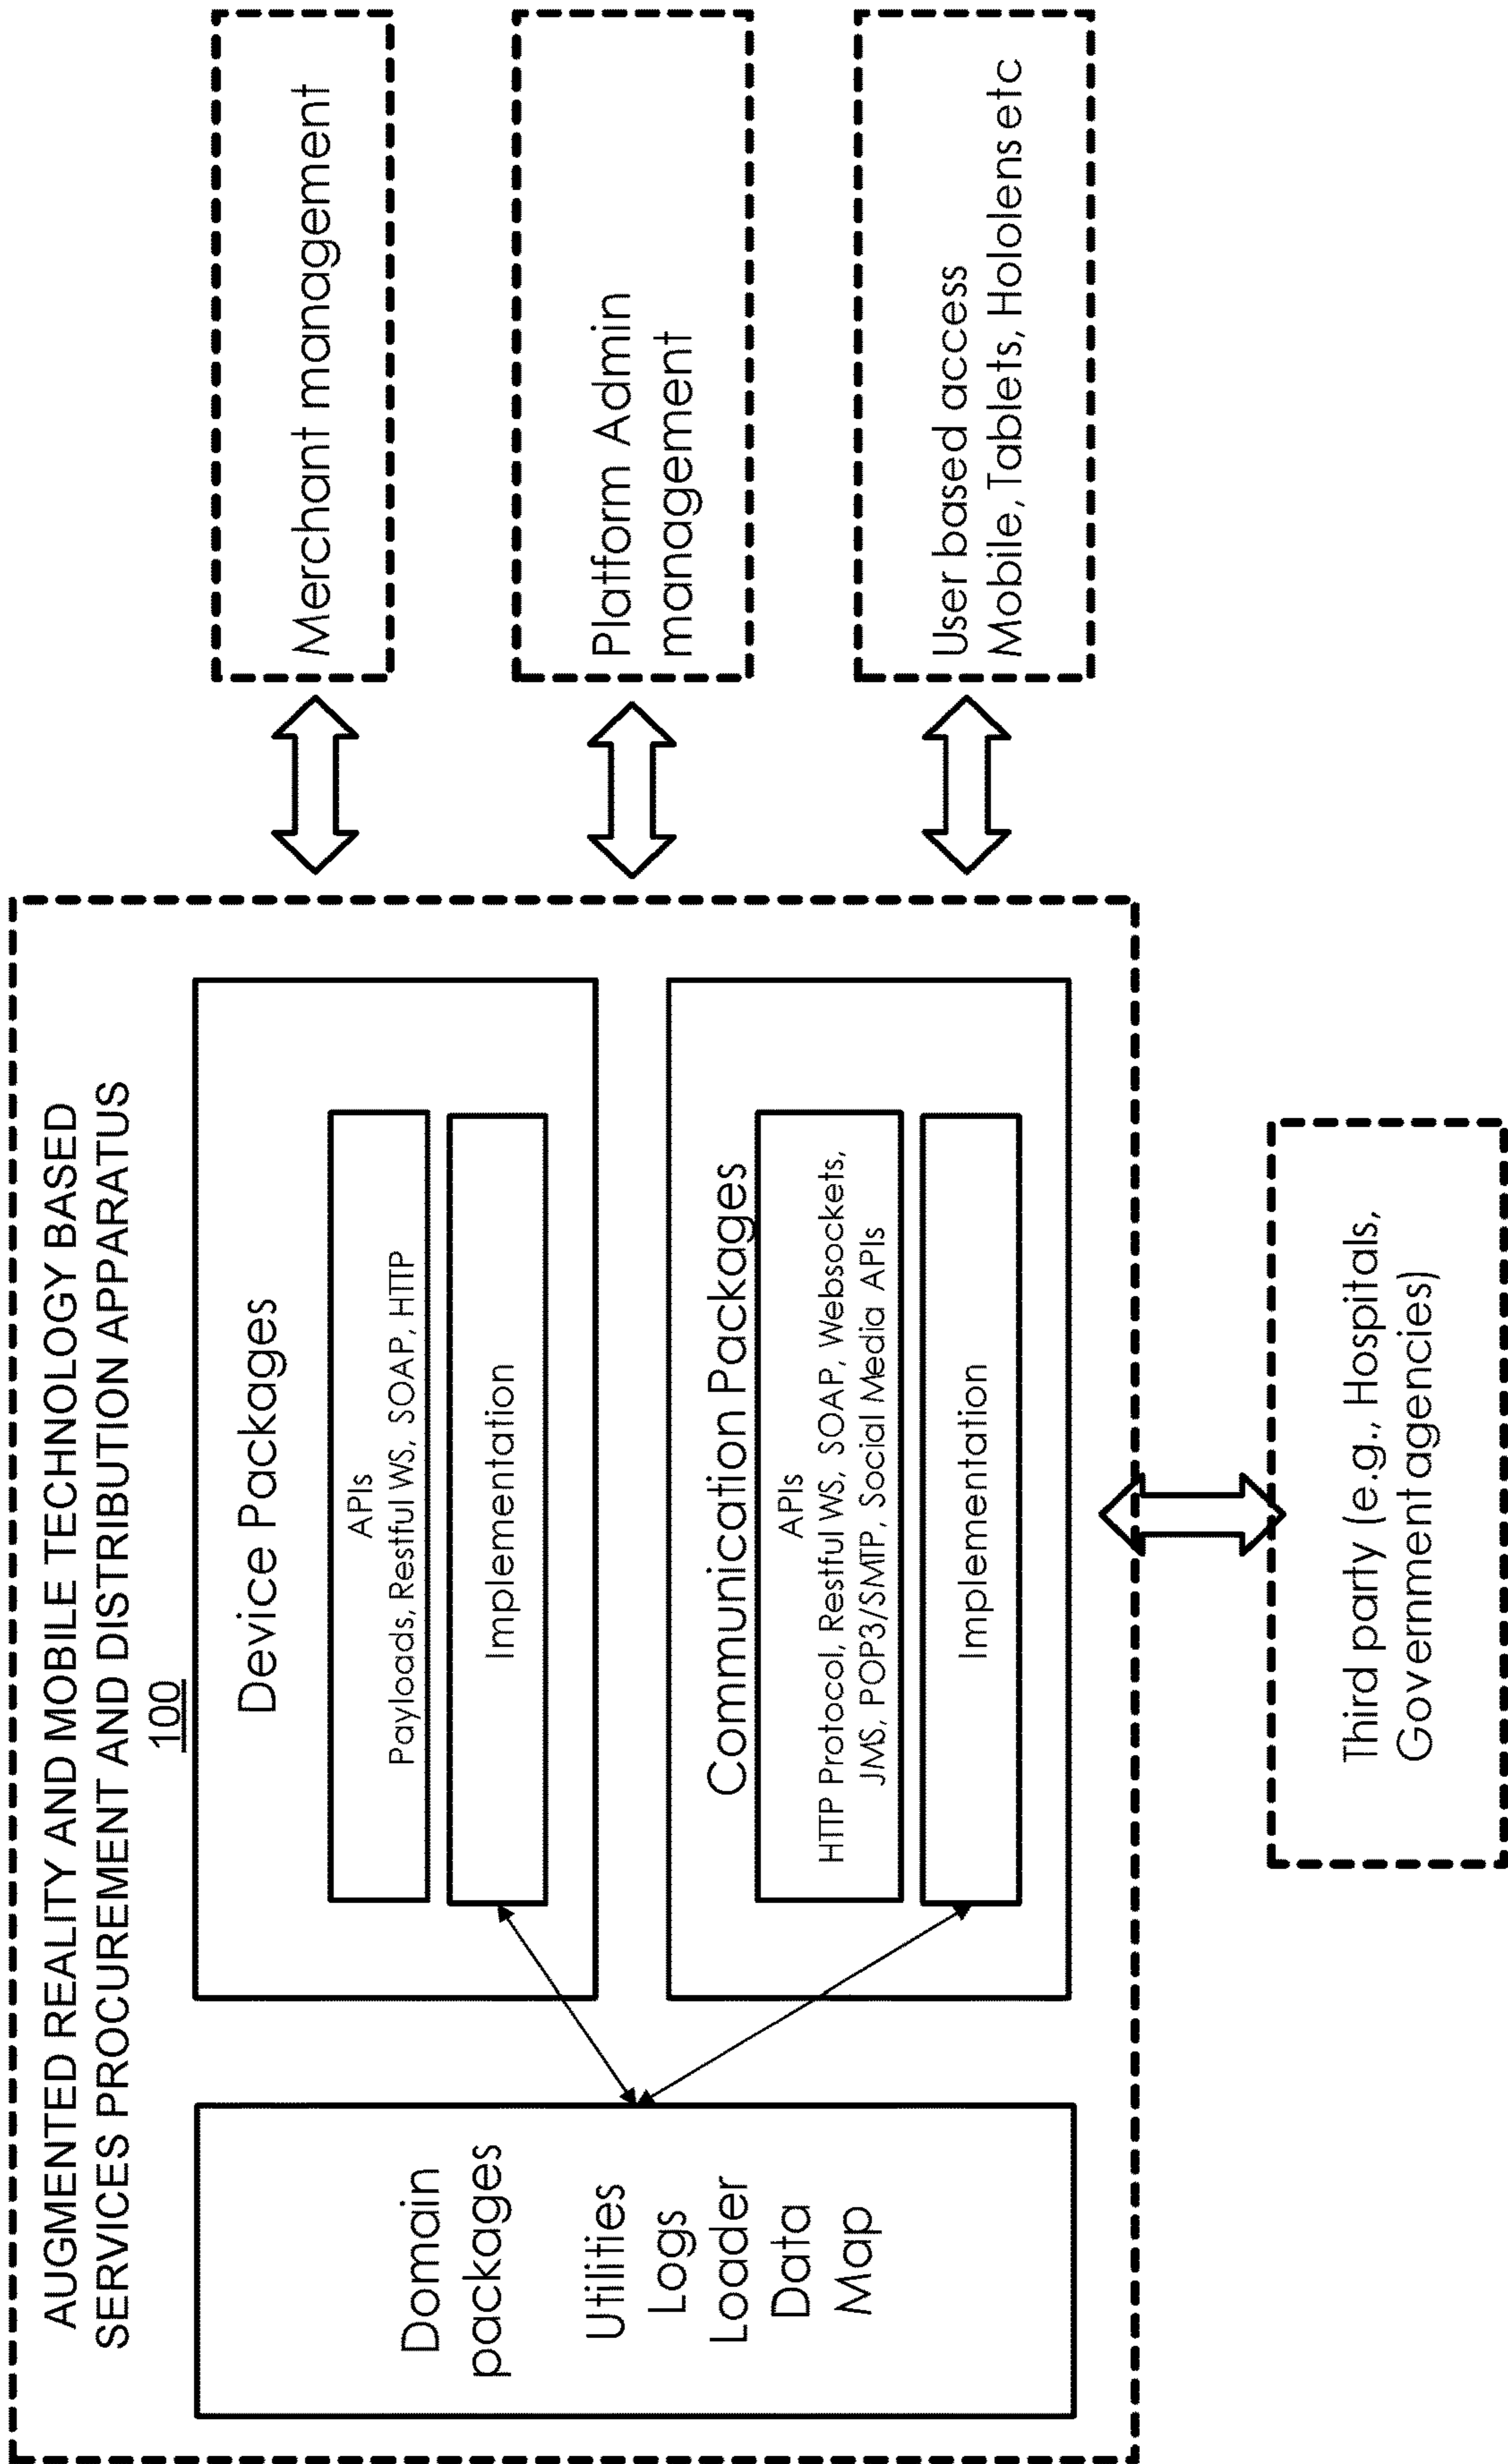 AUGMENTED REALITY AND MOBILE TECHNOLOGY BASED
SERVICES PROCUREMENT AND DISTRIBUTION APPARATUS
100
Domain
packages
Utilities
Logs
Loader
Data
Map
Device Packages
APIs
Payloads, Restful WS, SOAP, HTTP
Implementation
Communication Packages
APIs
HTTP Protocol, Restful WS, SOAP, Websockets,
JMS, POP3/SMTP, Social Media APIs
Implementation
Merchant management
Platform Admin
management
User based access
Mobile, Tablets, Hololens etc
Third party (e.g., Hospitals,
Government agencies)